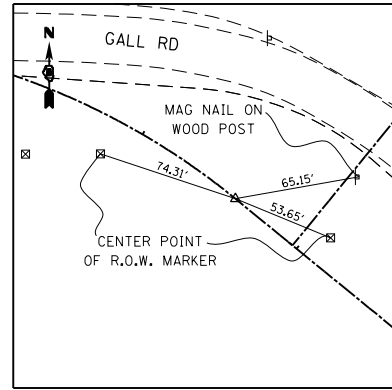 GALL RD
N
MAG NAIL ON
WOOD POST
74.31'
65.15'
53.65'
CENTER POINT
OF R.O.W. MARKER